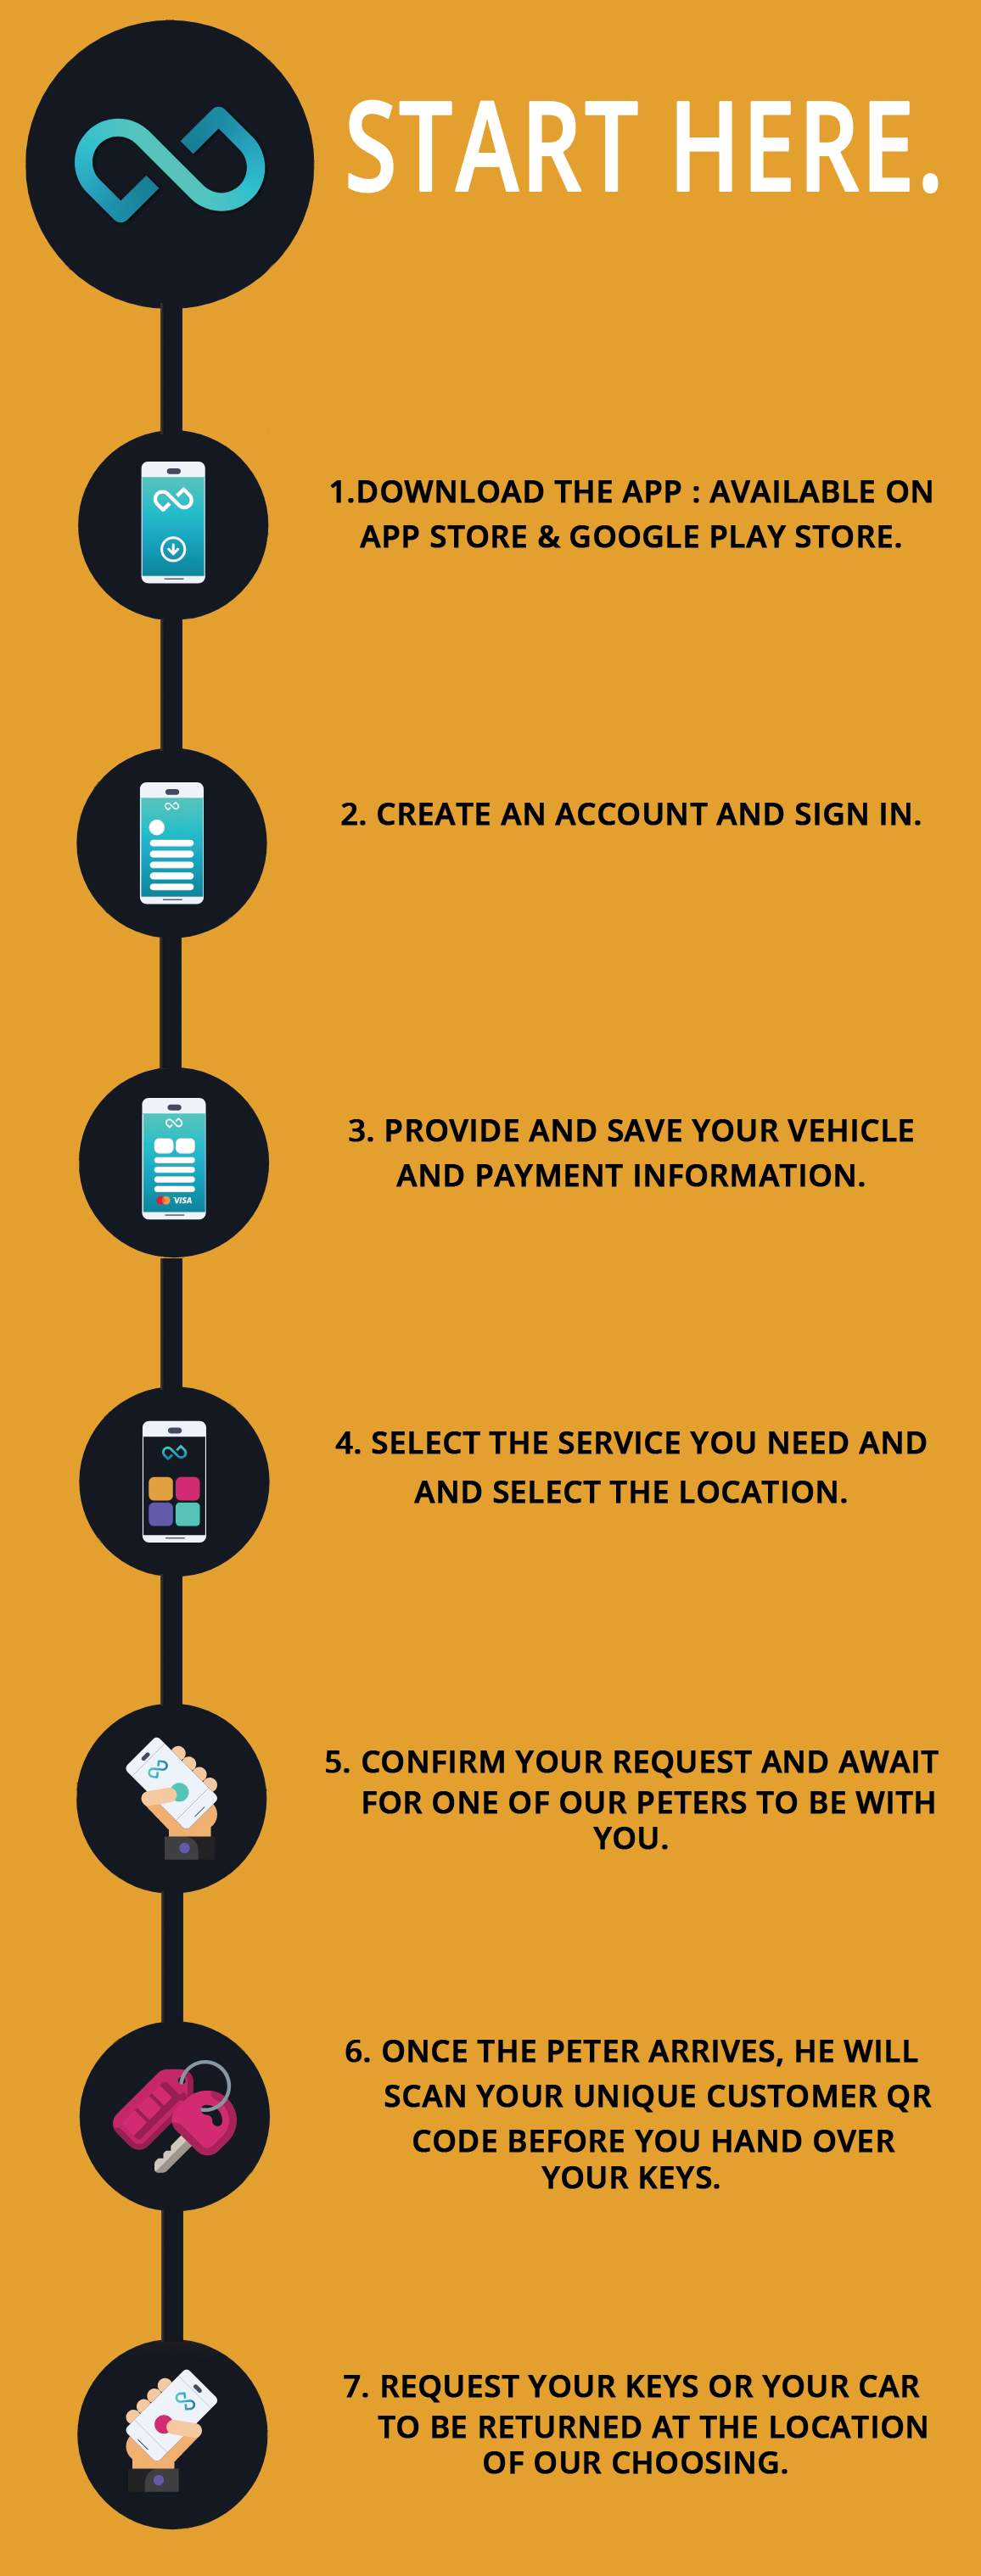 START HERE.
1.DOWNLOAD THE APP : AVAILABLE ON
APP STORE & GOOGLE PLAY STORE.
2. CREATE AN ACCOUNT AND SIGN IN.
3. PROVIDE AND SAVE YOUR VEHICLE
AND PAYMENT INFORMATION.
VISA
4. SELECT THE SERVICE YOU NEED AND
AND SELECT THE LOCATION.
5. CONFIRM YOUR REQUEST AND AWAIT
FOR ONE OF OUR PETERS TO BE WITH
YOU.
6. ONCE THE PETER ARRIVES, HE WILL
SCAN YOUR UNIQUE CUSTOMER QR
CODE BEFORE YOU HAND OVER
YOUR KEYS.
7. REQUEST YOUR KEYS OR YOUR CAR
TO BE RETURNED AT THE LOCATION
OF OUR CHOOSING.